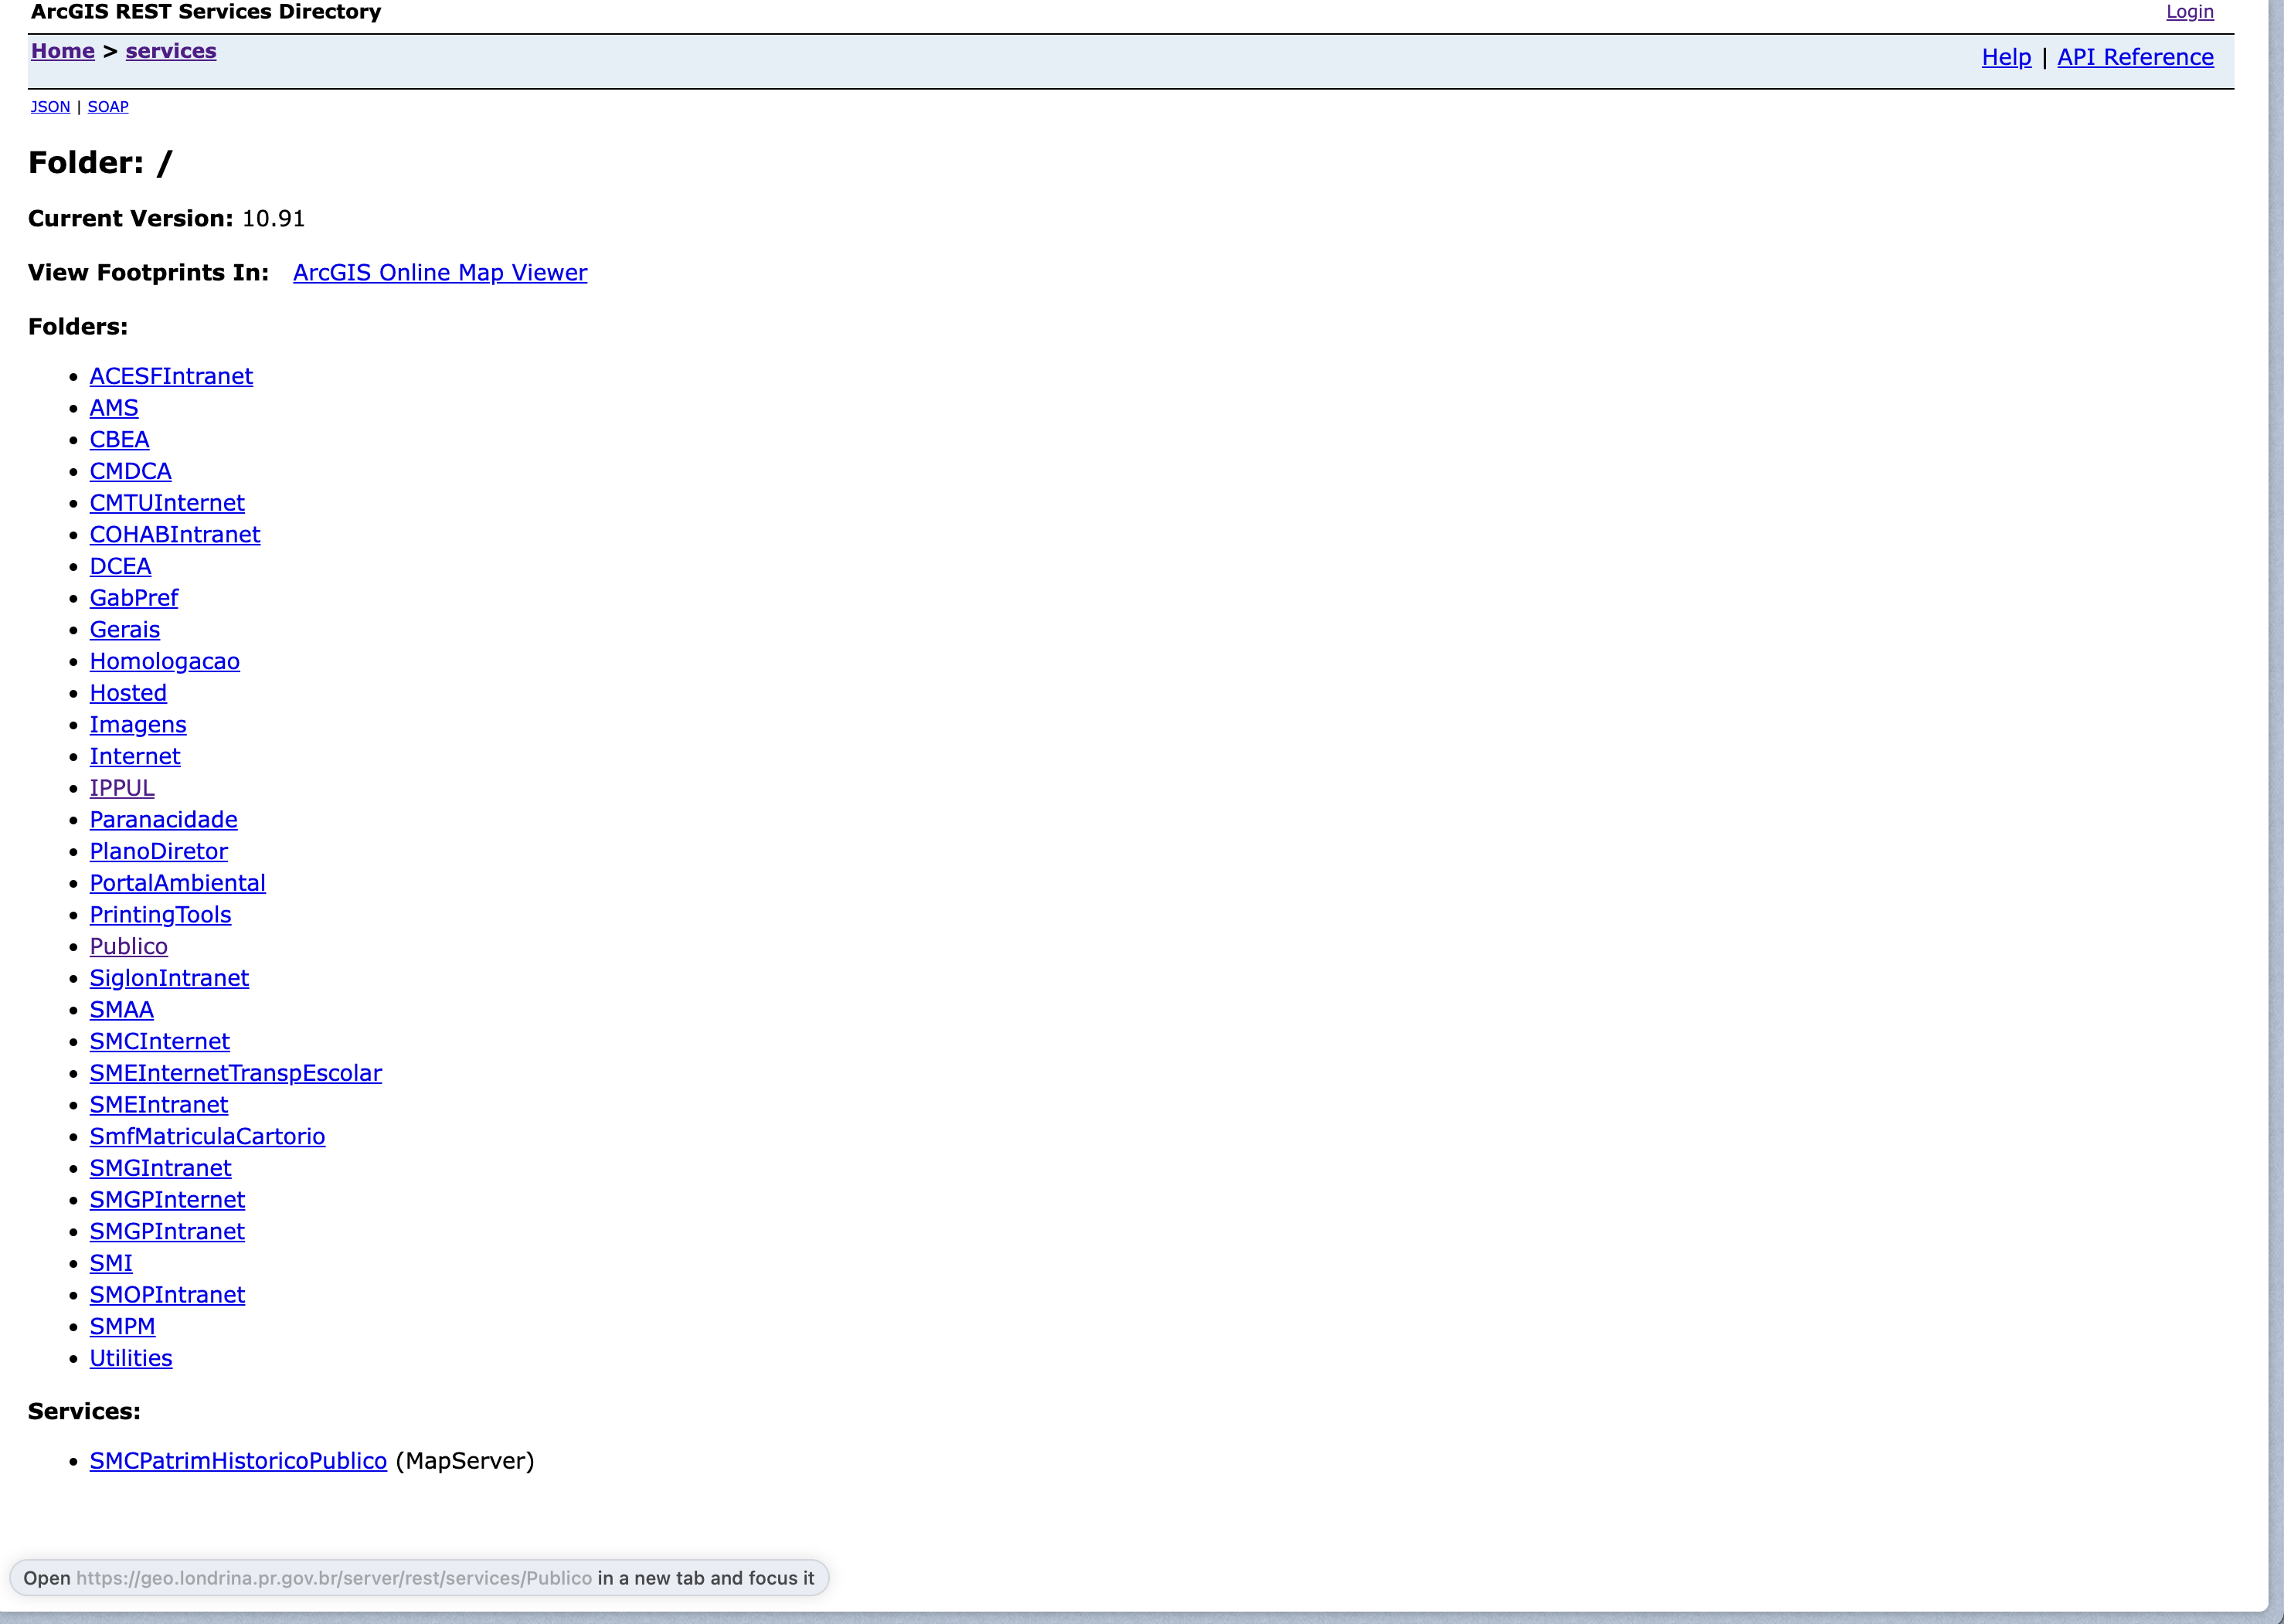 ArcGIS REST Services Directory Login
Home > services Help | API Reference
JSON | SOAP
Folder: /
Current Version: 10.91
View Footprints In: ArcGIS Online Map Viewer
Folders:
ACESFIntranet
AMS
CBEA
CMDCA
CMTUInternet
COHABIntranet
DCEA
GabPref
Gerais
Homologacao
Hosted
Imagens
Internet
IPPUL
Paranacidade
PlanoDiretor
PortalAmbiental
PrintingTools
Publico
SiglonIntranet
SMAA
SMCInternet
SMEInternetTranspEscolar
SMEIntranet
SmfMatriculaCartorio
SMGIntranet
SMGPInternet
SMGPIntranet
SMI
SMOPIntranet
SMPM
Utilities
Services:
SMCPatrimHistoricoPublico (MapServer)
Open https://geo.londrina.pr.gov.br/server/rest/services/Publico in a new tab and focus it